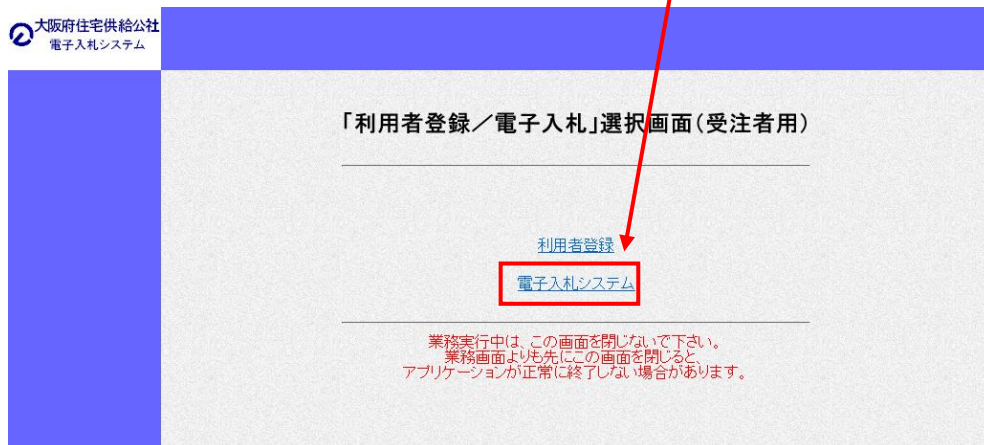 大阪府住宅供給公社
電子入札システム
「利用者登録／電子入札」選択画面(受注者用)
利用者登録
電子入札システム
業務実行中は、この画面を閉じないで下さい。
業務画面よりも先にこの画面を閉じると、
アプリケーションが正常に終了しない場合があります。